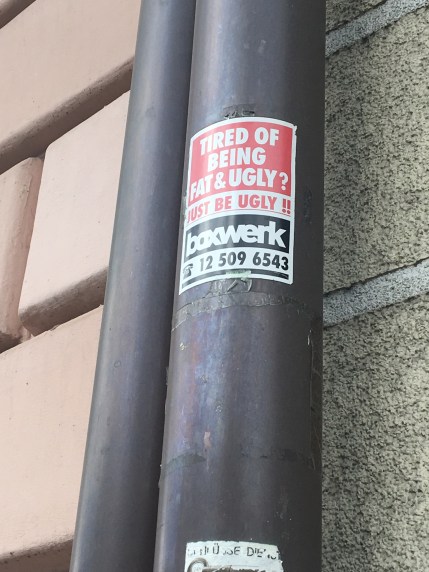 TIRED OF
BEING
FAT & UGLY?
JUST BE UGLY !!
boxwerk
☎ 12 509 6543